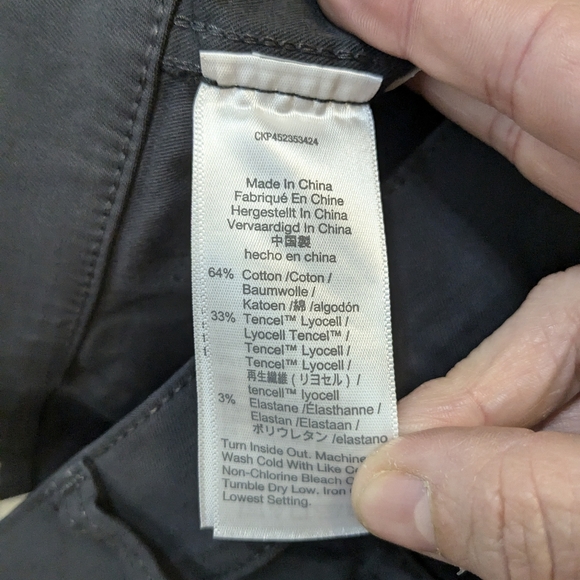 CKP452353424
Made In China
Fabriqué En Chine
Hergestellt In China
Vervaardigd In China
中国製
hecho en china
64% Cotton /Coton /
Baumwolle /
Katoen /綿 /algodón
33% Tencel™ Lyocell /
Lyocell Tencel™ /
Tencel™ Lyocell /
Tencel™ Lyocell /
再生繊維 (リヨセル) /
tencell™ lyocell
3% Elastane /Élasthanne /
Elastan /Elastaan /
ポリウレタン /elastano
Turn Inside Out. Machine
Wash Cold With Like
Non-Chlorine Bleach
Tumble Dry Low. Iron
Lowest Setting.